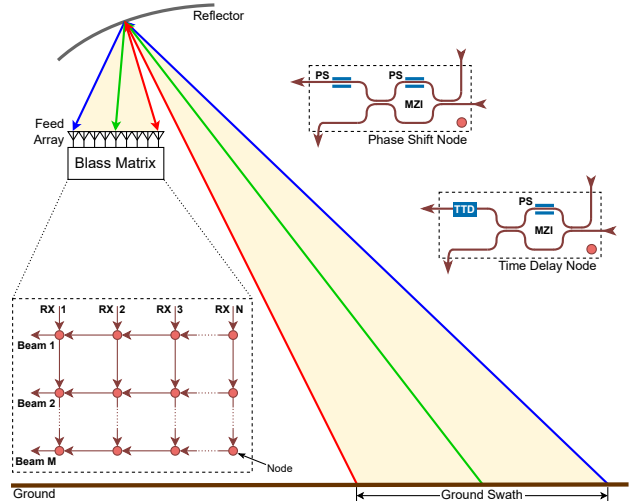 Reflector
Feed
Array
Blass Matrix
PS
PS
MZI
Phase Shift Node
TTD
PS
MZI
Time Delay Node
RX 1
RX 2
RX 3
RX N
Beam 1
Beam 2
Beam M
Node
Ground
Ground Swath